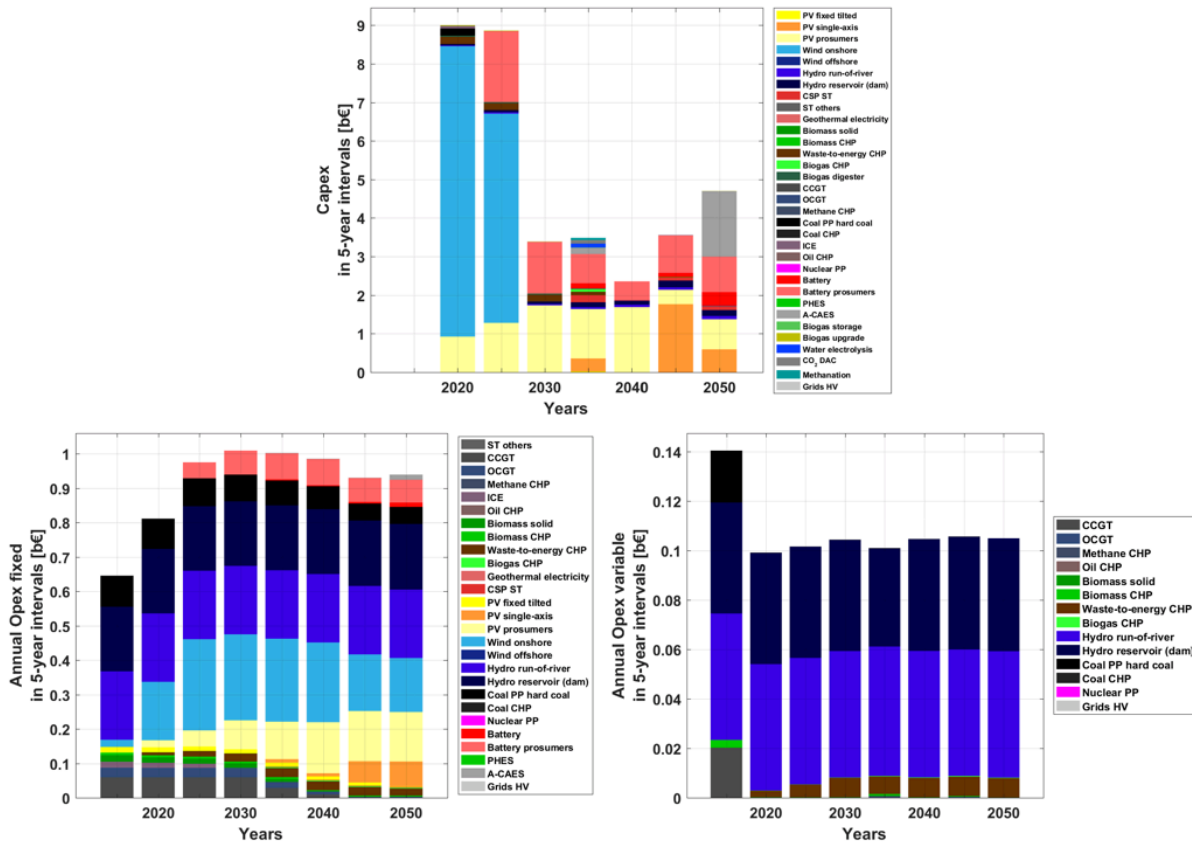 Capex
in 5-year intervals [b€]
9
8
7
6
5
4
3
2
1
0
2020
2030
2040
2050
Years
PV fixed tilted
PV single-axis
PV prosumers
Wind onshore
Wind offshore
Hydro run-of-river
Hydro reservoir (dam)
CSP ST
ST others
Geothermal electricity
Biomass solid
Biomass CHP
Waste-to-energy CHP
Biogas CHP
Biogas digester
CCGT
OCGT
Methane CHP
Coal PP hard coal
Coal CHP
ICE
Oil CHP
Nuclear PP
Battery
Battery prosumers
PHES
A-CAES
Biogas storage
Biogas upgrade
Water electrolysis
CO2 DAC
Methanation
Grids HV
Annual Opex fixed
in 5-year intervals [b€]
1
0.9
0.8
0.7
0.6
0.5
0.4
0.3
0.2
0.1
0
2020
2030
2040
2050
Years
ST others
CCGT
OCGT
Methane CHP
ICE
Oil CHP
Biomass solid
Biomass CHP
Waste-to-energy CHP
Biogas CHP
Geothermal electricity
CSP ST
PV fixed tilted
PV single-axis
PV prosumers
Wind onshore
Wind offshore
Hydro run-of-river
Hydro reservoir (dam)
Coal PP hard coal
Coal CHP
Nuclear PP
Battery
Battery prosumers
PHES
A-CAES
Grids HV
Annual Opex variable
in 5-year intervals [b€]
0.14
0.12
0.1
0.08
0.06
0.04
0.02
0
2020
2030
2040
2050
Years
CCGT
OCGT
Methane CHP
Oil CHP
Biomass solid
Biomass CHP
Waste-to-energy CHP
Biogas CHP
Hydro run-of-river
Hydro reservoir (dam)
Coal PP hard coal
Coal CHP
Nuclear PP
Grids HV